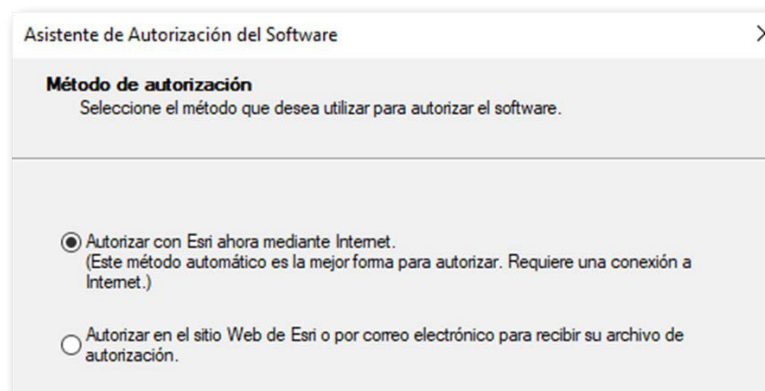 Asistente de Autorización del Software
Método de autorización
Seleccione el método que desea utilizar para autorizar el software.
Autorizar con Esri ahora mediante Internet.
(Este método automático es la mejor forma para autorizar. Requiere una conexión a
Internet.)
Autorizar en el sitio Web de Esri o por correo electrónico para recibir su archivo de
autorización.